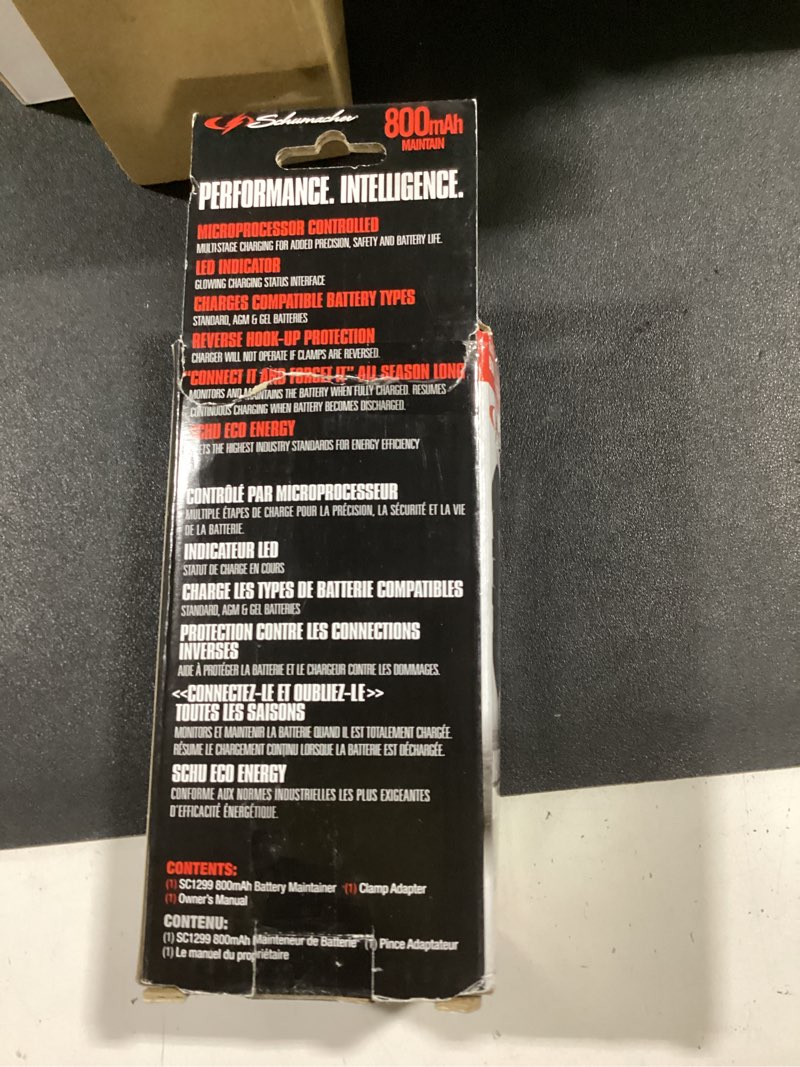 Schumacher
800mAh
MAINTAIN
PERFORMANCE. INTELLIGENCE.
MICROPROCESSOR CONTROLLED
MULTI-STAGE CHARGING FOR ADDED PRECISION, SAFETY AND BATTERY LIFE.
LED INDICATOR
GLOWING CHARGING STATUS INTERFACE
CHARGES COMPATIBLE BATTERY TYPES
STANDARD, AGM & GEL BATTERIES
REVERSE HOOK-UP PROTECTION
CHARGER WILL NOT OPERATE IF CLAMPS ARE REVERSED.
"CONNECT IT AND FORGET IT" ALL SEASON LONG
MONITORS AND MAINTAINS THE BATTERY WHEN FULLY CHARGED. RESUMES
CONTINUOUS CHARGING WHEN BATTERY BECOMES DISCHARGED.
SCHU ECO ENERGY
THE HIGHEST INDUSTRY STANDARDS FOR ENERGY EFFICIENCY
CONTRÔLÉ PAR MICROPROCESSEUR
MULTIPLE ÉTAPES DE CHARGE POUR LA PRÉCISION, LA SÉCURITÉ ET LA VIE
DE LA BATTERIE.
INDICATEUR LED
STATUT DE CHARGE EN COURS
CHARGE LES TYPES DE BATTERIE COMPATIBLES
STANDARD, AGM & GEL BATTERIES
PROTECTION CONTRE LES CONNECTIONS
INVERSES
AIDE À PROTÉGER LA BATTERIE ET LE CHARGEUR CONTRE LES DOMMAGES.
<<CONNECTEZ-LE ET OUBLIEZ-LE>>
TOUTES LES SAISONS
MONITORS ET MAINTENIR LA BATTERIE QUAND IL EST TOTALEMENT CHARGÉE.
RÉSUME LE CHARGEMENT CONTINU LORSQUE LA BATTERIE EST DÉCHARGÉE.
SCHU ECO ENERGY
CONFORME AUX NORMES INDUSTRIELLES LES PLUS EXIGEANTES
D'EFFICACITÉ ÉNERGÉTIQUE.
CONTENTS:
(1) SC1299 800mAh Battery Maintainer (1) Clamp Adapter
(1) Owner's Manual
CONTENU:
(1) SC1299 800mAh Mainteneur de Batterie (1) Pince Adaptateur
(1) Le manuel du propriétaire